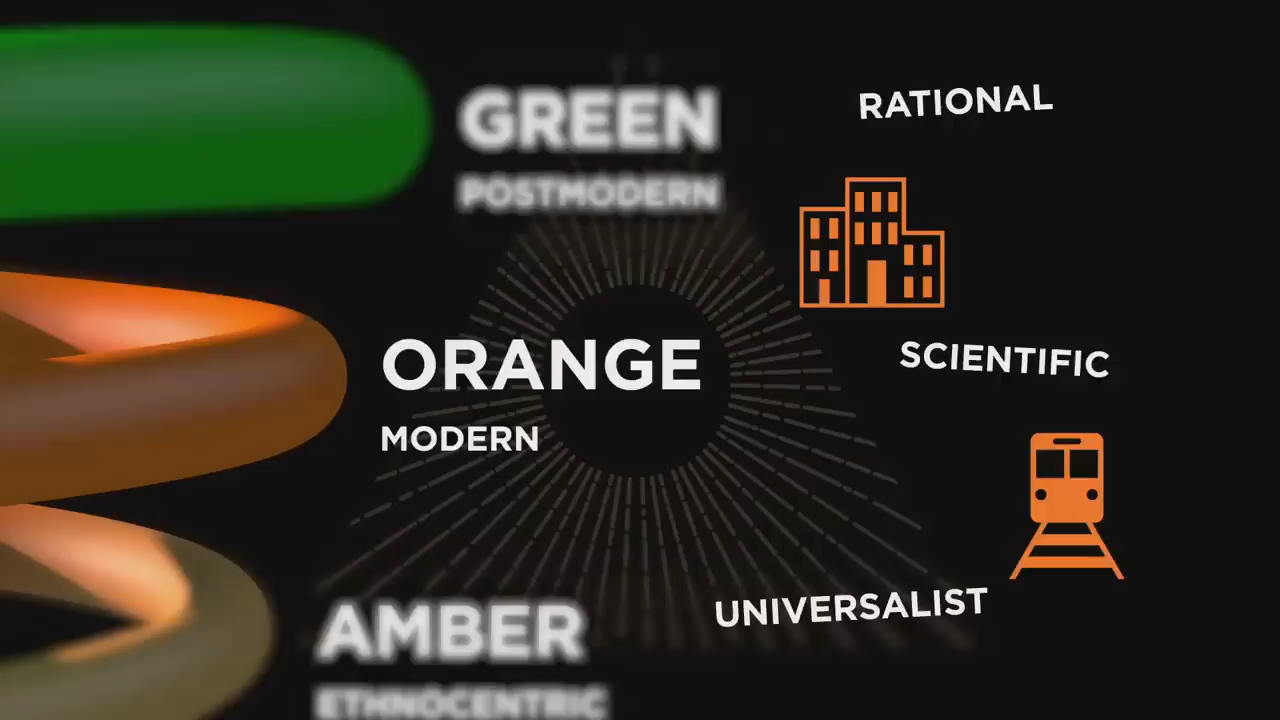 GREEN
POSTMODERN
RATIONAL
ORANGE
MODERN
SCIENTIFIC
UNIVERSALIST
AMBER
ETHNOCENTRIC